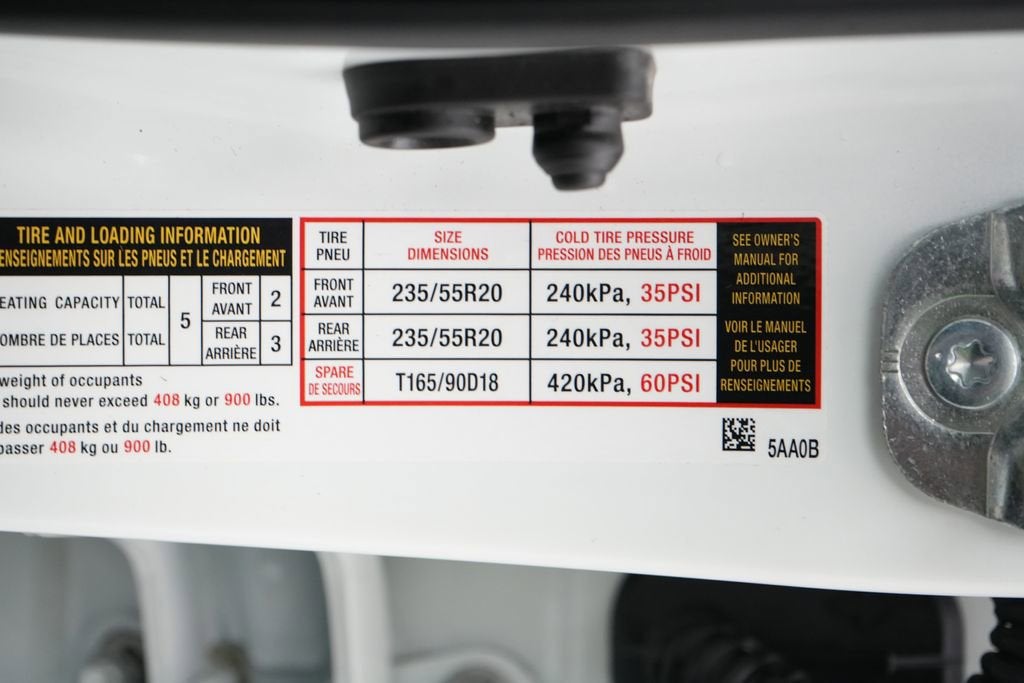 TIRE AND LOADING INFORMATION
ENSEIGNEMENTS SUR LES PNEUS ET LE CHARGEMENT
EATING CAPACITY TOTAL 5 FRONT AVANT 2
OMBRE DE PLACES TOTAL REAR ARRIÈRE 3
weight of occupants
should never exceed 408 kg or 900 lbs.
des occupants et du chargement ne doit
passer 408 kg ou 900 lb.
TIRE PNEU
SIZE DIMENSIONS
COLD TIRE PRESSURE
PRESSION DES PNEUS À FROID
FRONT AVANT 235/55R20 240kPa, 35PSI
REAR ARRIÈRE 235/55R20 240kPa, 35PSI
SPARE DE SECOURS T165/90D18 420kPa, 60PSI
SEE OWNER'S
MANUAL FOR
ADDITIONAL
INFORMATION
VOIR LE MANUEL
DE L'USAGER
POUR PLUS DE
RENSEIGNEMENTS
5AA0B